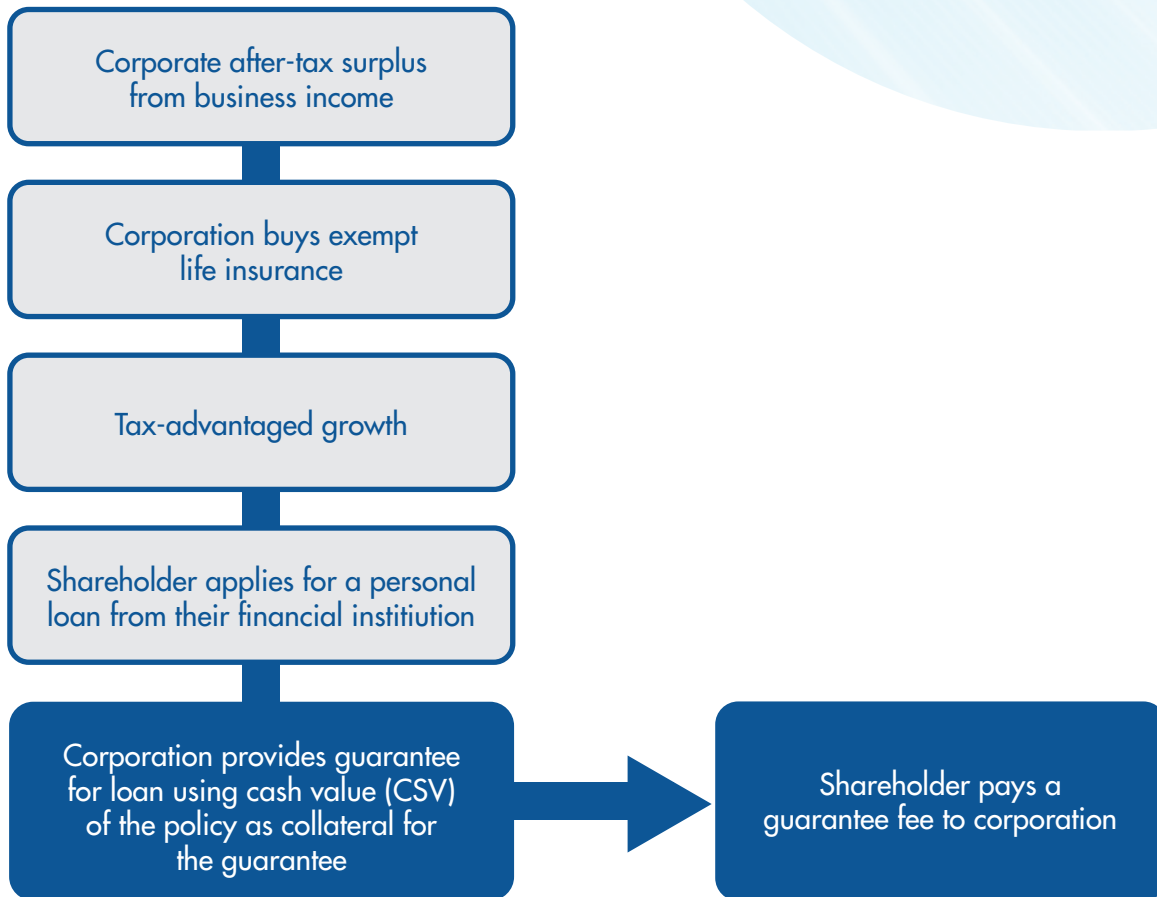 Corporate after-tax surplus
from business income
Corporation buys exempt
life insurance
Tax-advantaged growth
Shareholder applies for a personal
loan from their financial institiution
Corporation provides guarantee
for loan using cash value (CSV)
of the policy as collateral for
the guarantee
Shareholder pays a
guarantee fee to corporation